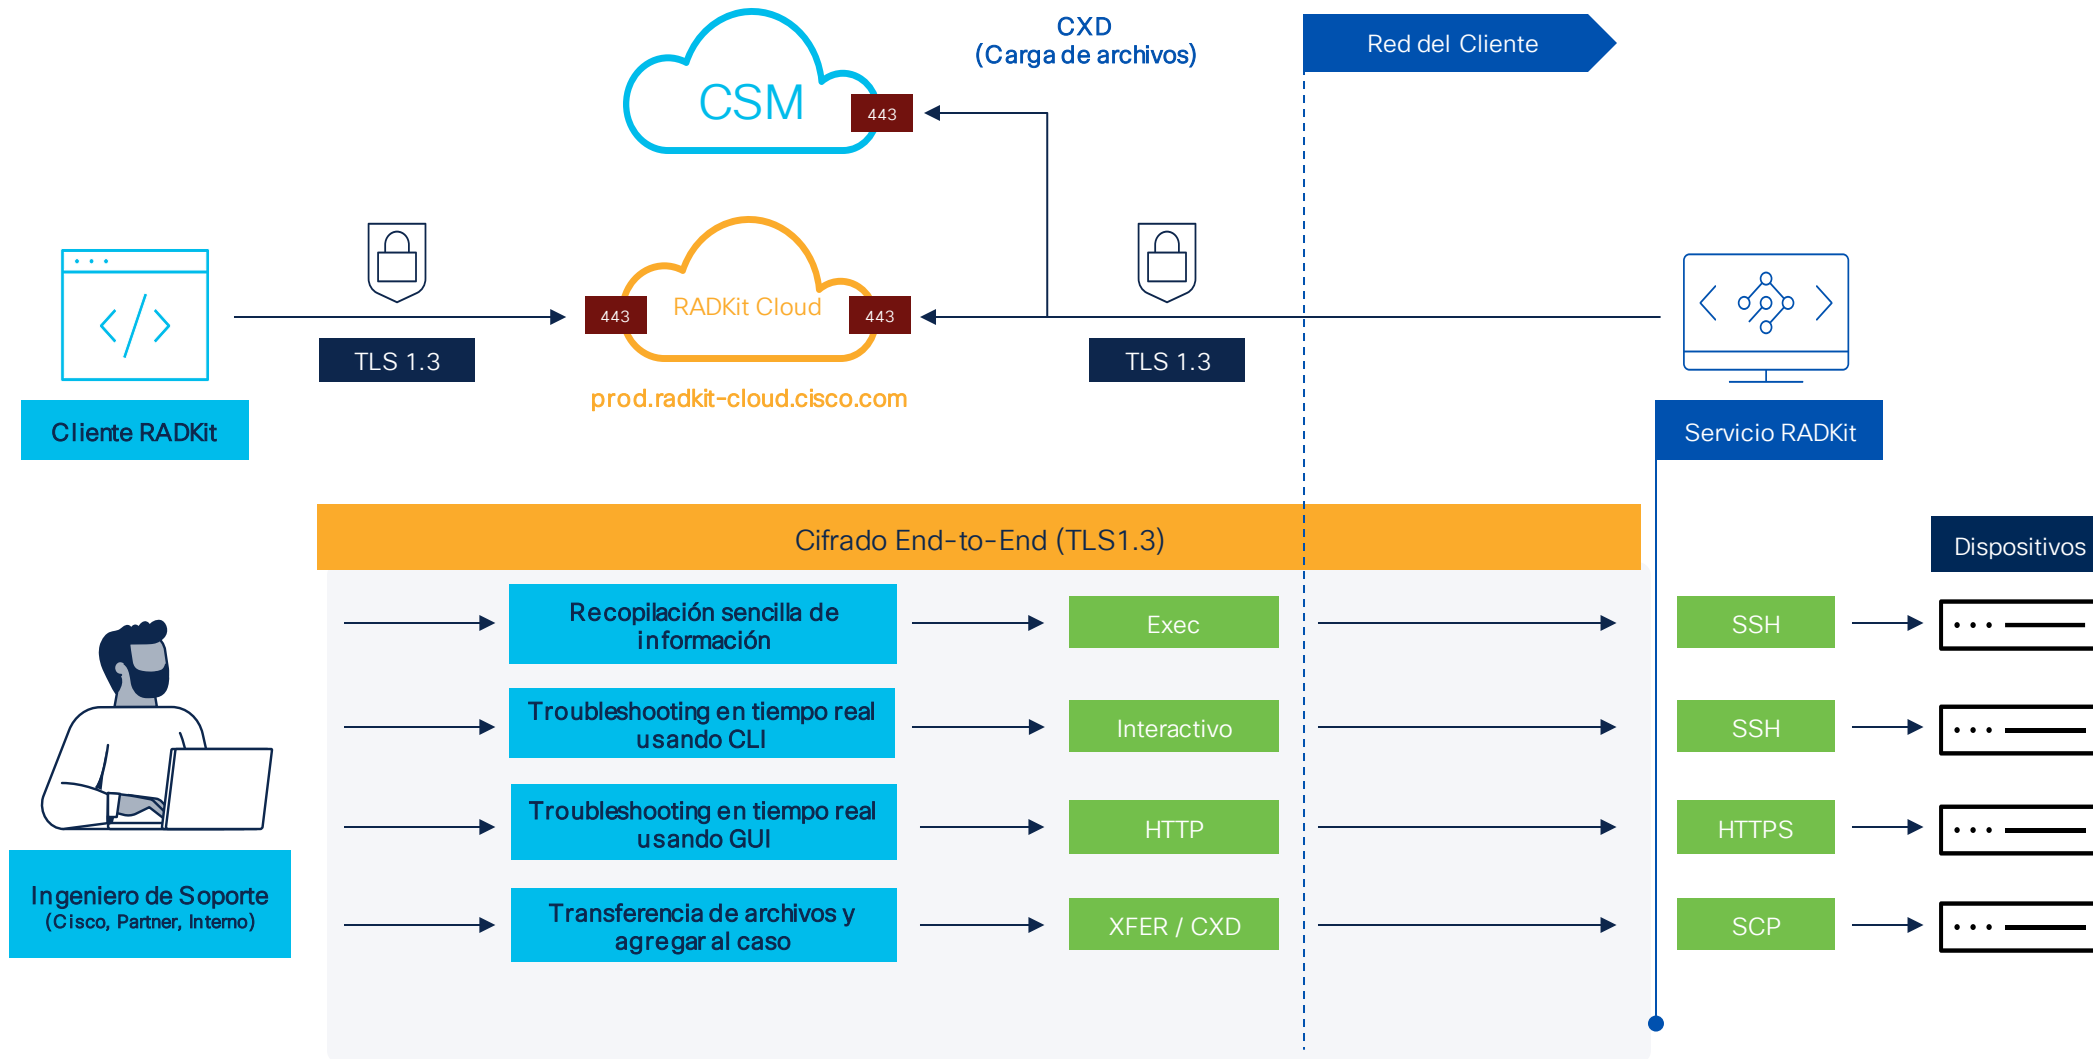 CXD
(Carga de archivos)
Red del Cliente
CSM
443
RADKit Cloud
443
443
TLS 1.3
TLS 1.3
prod.radkit-cloud.cisco.com
Cliente RADKit
Servicio RADKit
Cifrado End-to-End (TLS1.3)
Dispositivos
Recopilación sencilla de
información
Exec
SSH
Troubleshooting en tiempo real
usando CLI
Interactivo
SSH
Troubleshooting en tiempo real
usando GUI
HTTP
HTTPS
Ingeniero de Soporte
(Cisco, Partner, Interno)
Transferencia de archivos y
agregar al caso
XFER / CXD
SCP